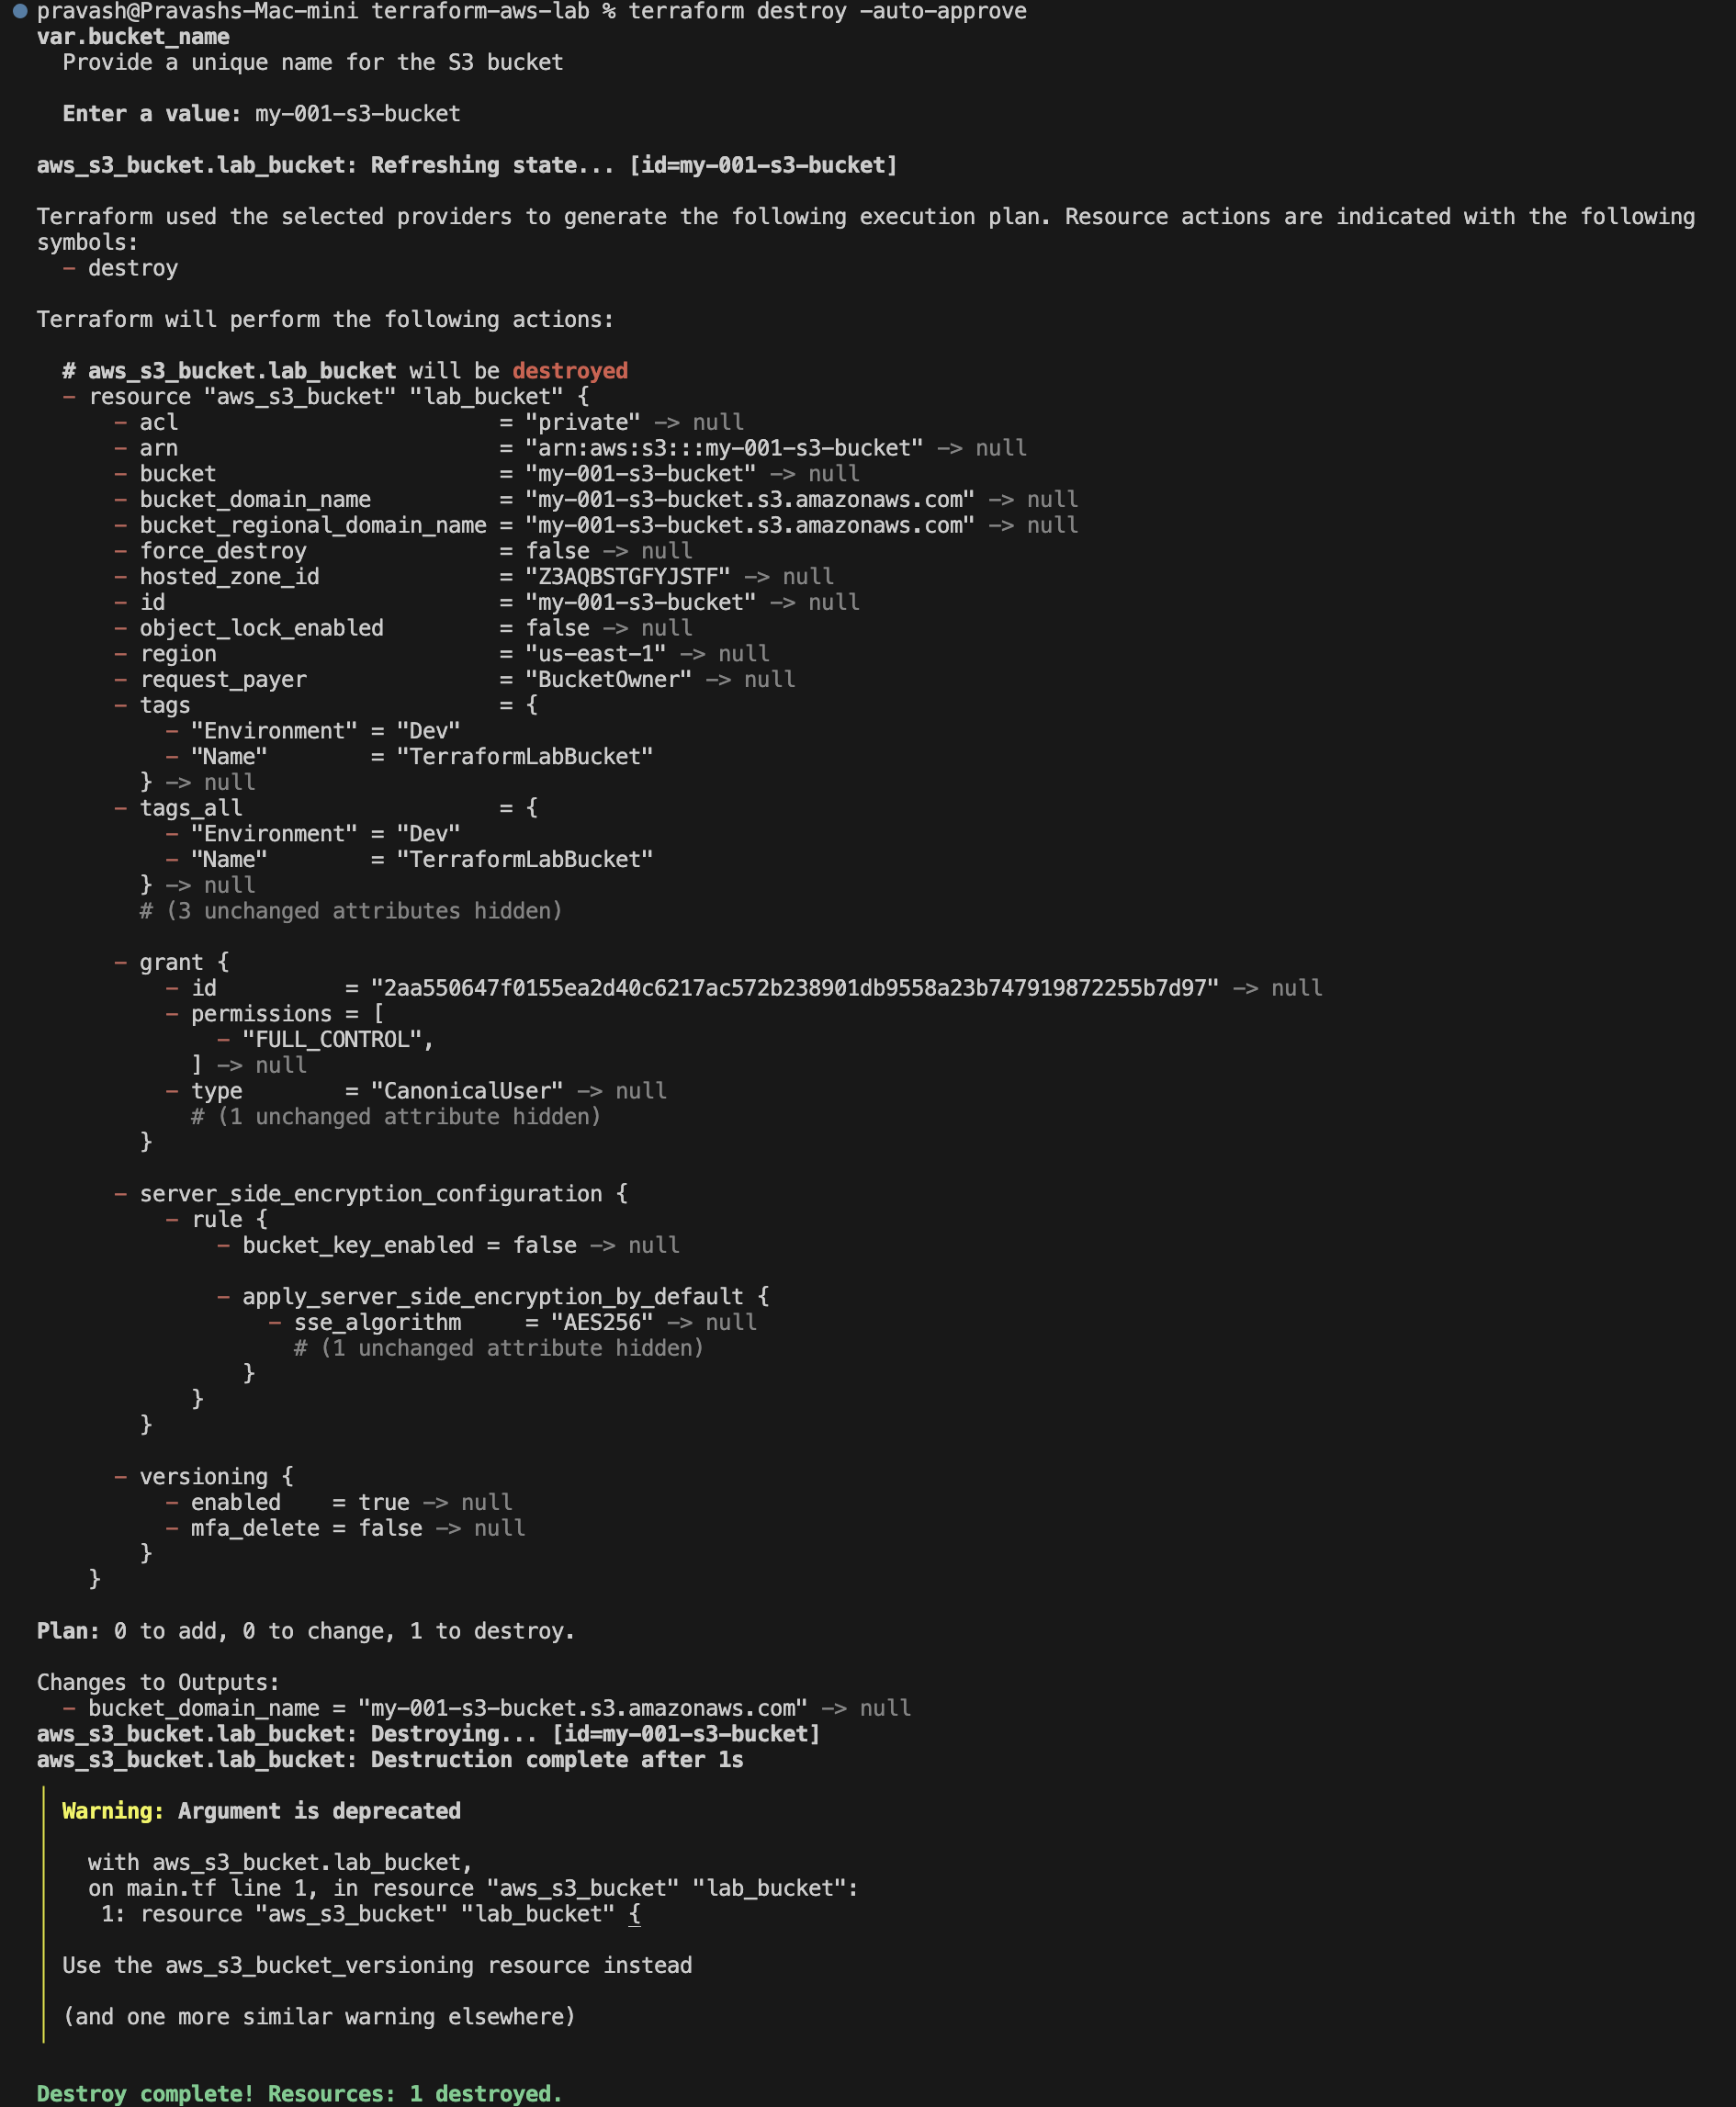 pravash@Pravashs-Mac-mini terraform-aws-lab % terraform destroy -auto-approve
var.bucket_name
  Provide a unique name for the S3 bucket

  Enter a value: my-001-s3-bucket

aws_s3_bucket.lab_bucket: Refreshing state... [id=my-001-s3-bucket]

Terraform used the selected providers to generate the following execution plan. Resource actions are indicated with the following
symbols:
  - destroy

Terraform will perform the following actions:

  # aws_s3_bucket.lab_bucket will be destroyed
  - resource "aws_s3_bucket" "lab_bucket" {
      - acl                         = "private" -> null
      - arn                         = "arn:aws:s3:::my-001-s3-bucket" -> null
      - bucket                      = "my-001-s3-bucket" -> null
      - bucket_domain_name          = "my-001-s3-bucket.s3.amazonaws.com" -> null
      - bucket_regional_domain_name = "my-001-s3-bucket.s3.amazonaws.com" -> null
      - force_destroy               = false -> null
      - hosted_zone_id              = "Z3AQBSTGFYJSTF" -> null
      - id                          = "my-001-s3-bucket" -> null
      - object_lock_enabled         = false -> null
      - region                      = "us-east-1" -> null
      - request_payer               = "BucketOwner" -> null
      - tags                        = {
          - "Environment" = "Dev"
          - "Name"        = "TerraformLabBucket"
        } -> null
      - tags_all                    = {
          - "Environment" = "Dev"
          - "Name"        = "TerraformLabBucket"
        } -> null
        # (3 unchanged attributes hidden)

      - grant {
          - id          = "2aa550647f0155ea2d40c6217ac572b238901db9558a23b747919872255b7d97" -> null
          - permissions = [
              - "FULL_CONTROL",
            ] -> null
          - type        = "CanonicalUser" -> null
            # (1 unchanged attribute hidden)
        }

      - server_side_encryption_configuration {
          - rule {
              - bucket_key_enabled = false -> null

              - apply_server_side_encryption_by_default {
                  - sse_algorithm     = "AES256" -> null
                    # (1 unchanged attribute hidden)
                }
            }
        }

      - versioning {
          - enabled    = true -> null
          - mfa_delete = false -> null
        }
    }

Plan: 0 to add, 0 to change, 1 to destroy.

Changes to Outputs:
  - bucket_domain_name = "my-001-s3-bucket.s3.amazonaws.com" -> null
aws_s3_bucket.lab_bucket: Destroying... [id=my-001-s3-bucket]
aws_s3_bucket.lab_bucket: Destruction complete after 1s

  Warning: Argument is deprecated

    with aws_s3_bucket.lab_bucket,
    on main.tf line 1, in resource "aws_s3_bucket" "lab_bucket":
     1: resource "aws_s3_bucket" "lab_bucket" {

  Use the aws_s3_bucket_versioning resource instead

  (and one more similar warning elsewhere)

Destroy complete! Resources: 1 destroyed.